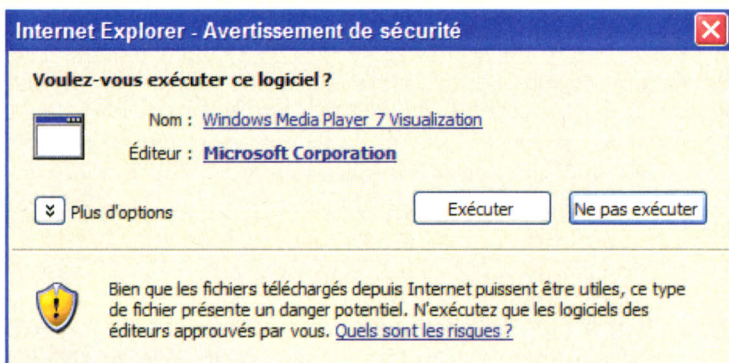 Internet Explorer - Avertissement de sécurité
Voulez-vous exécuter ce logiciel ?
Nom : Windows Media Player 7 Visualization
Éditeur : Microsoft Corporation
Plus d'options
Exécuter
Ne pas exécuter
Bien que les fichiers téléchargés depuis Internet puissent être utiles, ce type
de fichier présente un danger potentiel. N'exécutez que les logiciels des
éditeurs approuvés par vous. Quels sont les risques ?